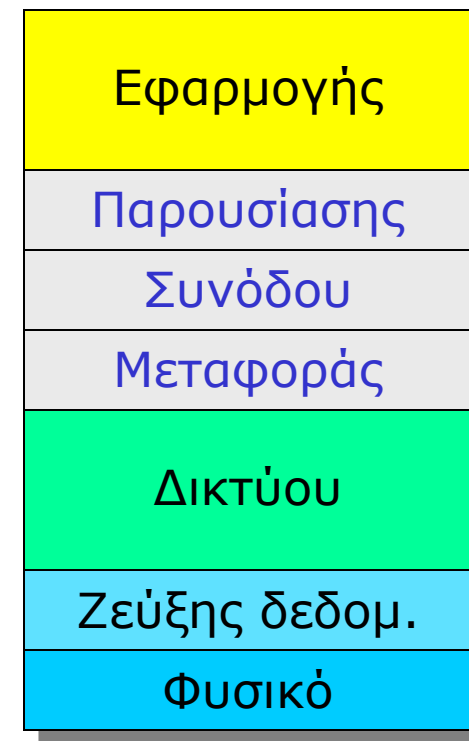 Εφαρμογής
Παρουσίασης
Συνόδου
Μεταφοράς
Δικτύου
Ζεύξης δεδομ.
Φυσικό